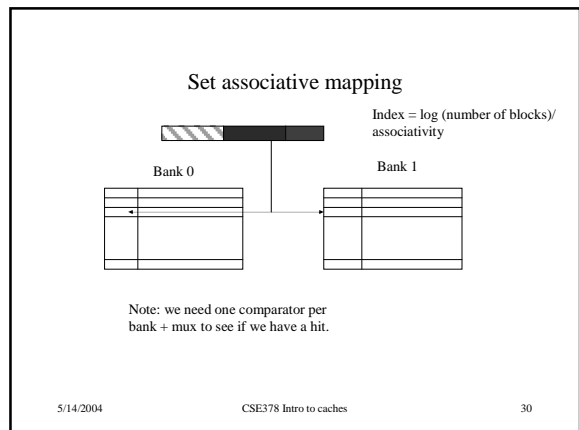 Set associative mapping
Index = log (number of blocks)/
associativity
Bank 0
Bank 1
Note: we need one comparator per
bank + mux to see if we have a hit.
5/14/2004
CSE378 Intro to caches
30